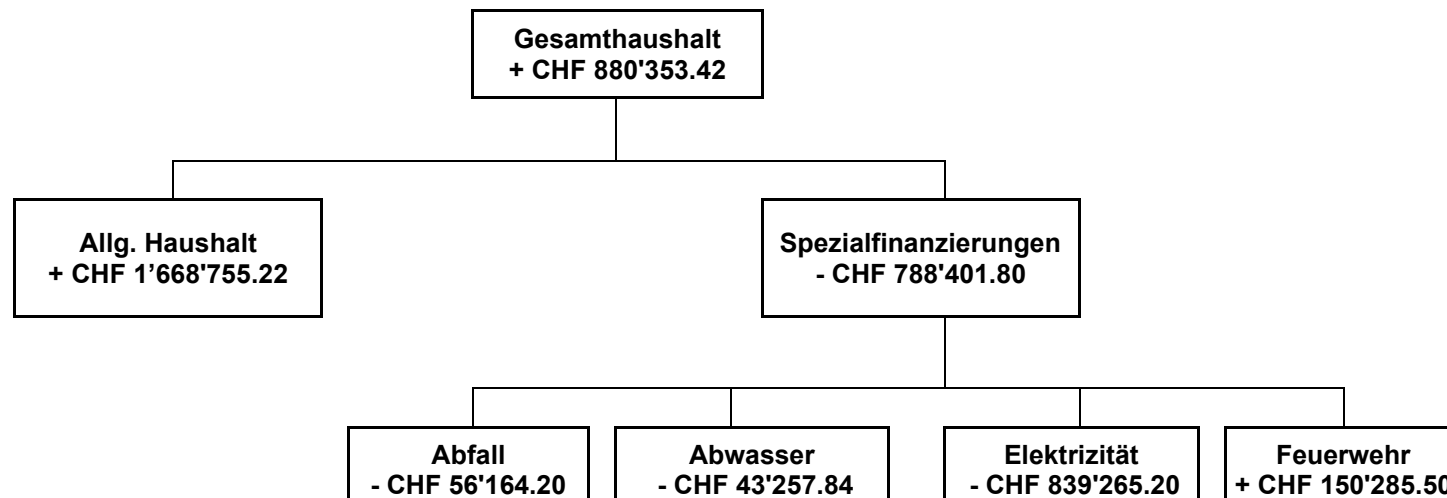 Gesamthaushalt
+ CHF 880'353.42
Allg. Haushalt
+ CHF 1’668'755.22
Spezialfinanzierungen
- CHF 788'401.80
Abfall
- CHF 56'164.20
Abwasser
- CHF 43'257.84
Elektrizität
- CHF 839'265.20
Feuerwehr
+ CHF 150'285.50